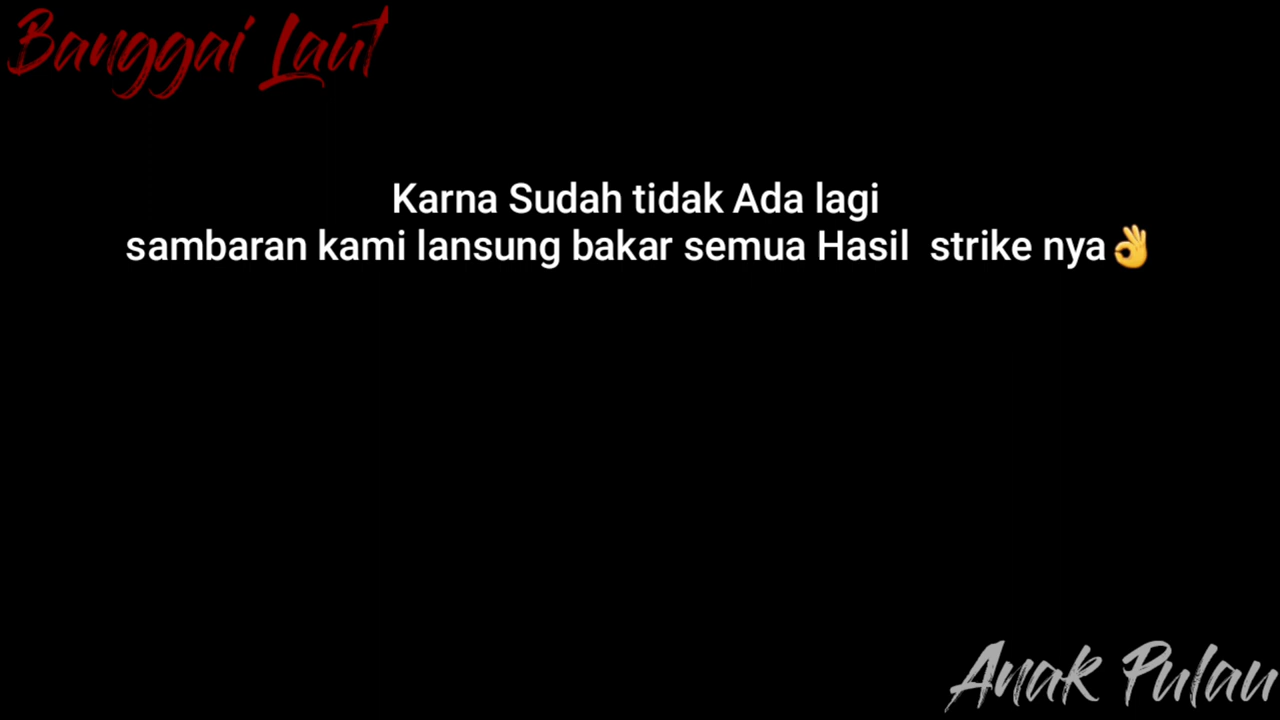 Banggai Laut
Karna Sudah tidak Ada lagi
sambaran kami lansung bakar semua Hasil strike nya👌
Anak Pulau